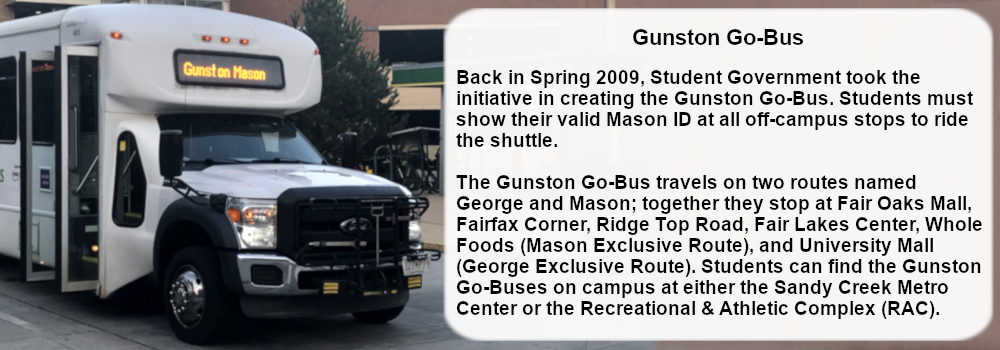 Gunston Mason
Gunston Go-Bus
Back in Spring 2009, Student Government took the
initiative in creating the Gunston Go-Bus. Students must
show their valid Mason ID at all off-campus stops to ride
the shuttle.
The Gunston Go-Bus travels on two routes named
George and Mason; together they stop at Fair Oaks Mall,
Fairfax Corner, Ridge Top Road, Fair Lakes Center, Whole
Foods (Mason Exclusive Route), and University Mall
(George Exclusive Route). Students can find the Gunston
Go-Buses on campus at either the Sandy Creek Metro
Center or the Recreational & Athletic Complex (RAC).